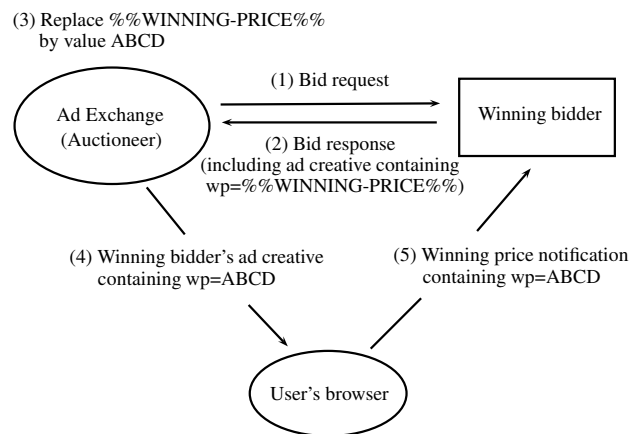 (3) Replace %%WINNING-PRICE%%
by value ABCD
(1) Bid request
Ad Exchange
(Auctioneer)
Winning bidder
(2) Bid response
(including ad creative containing
wp=%%WINNING-PRICE%%)
(4) Winning bidder's ad creative
containing wp=ABCD
(5) Winning price notification
containing wp=ABCD
User's browser